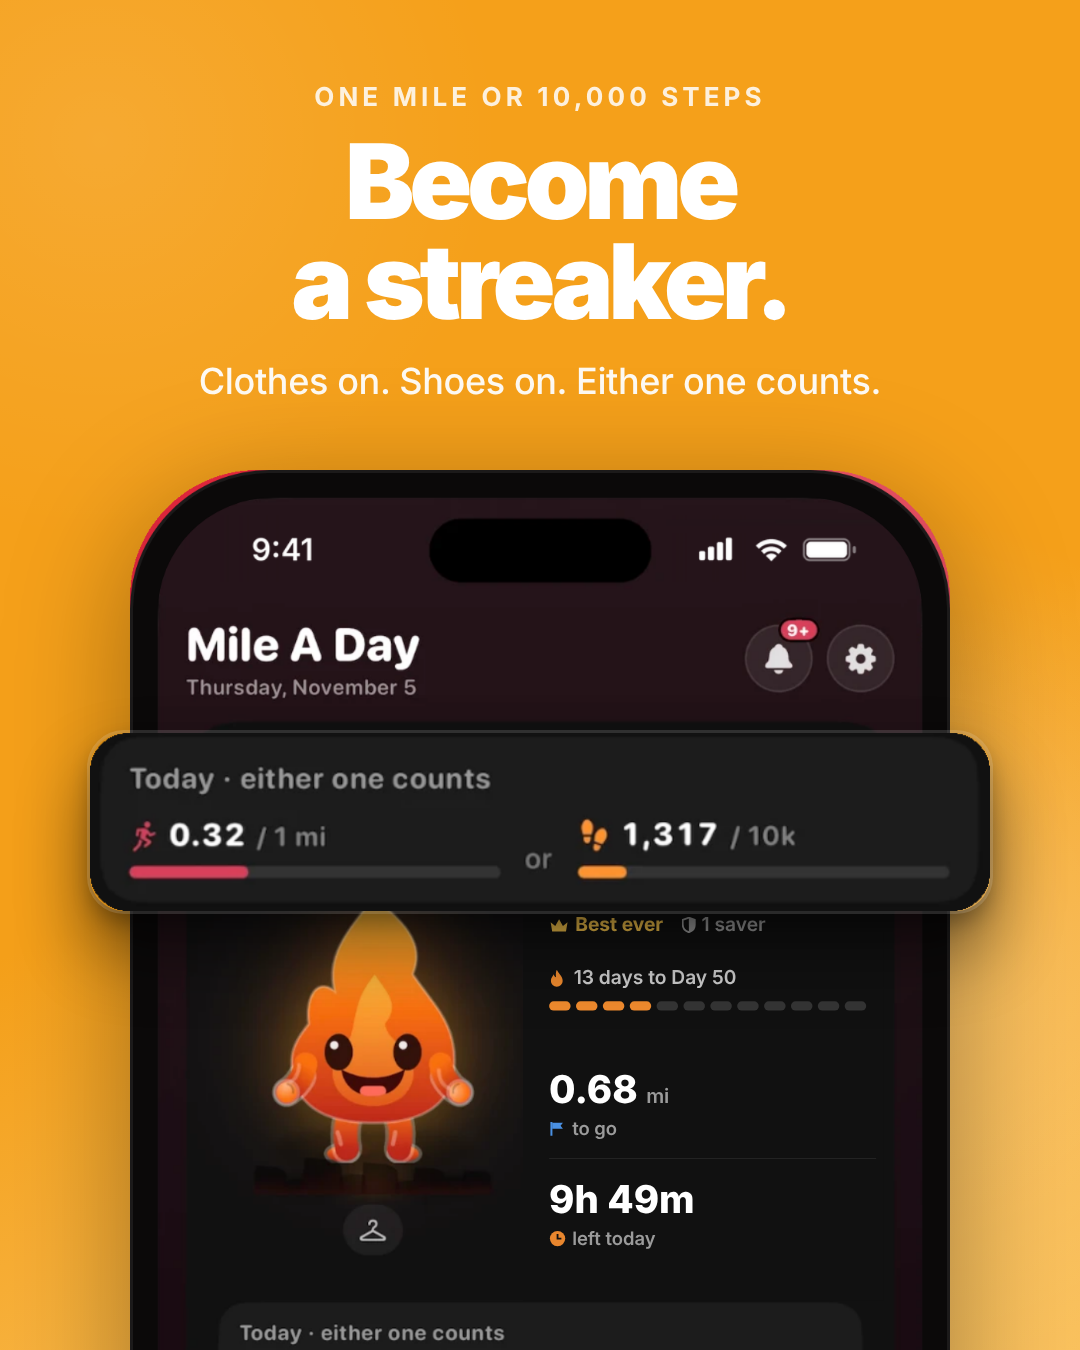 ONE MILE OR 10,000 STEPS
Become
a streaker.
Clothes on. Shoes on. Either one counts.
9:41
Mile A Day
9+
Thursday, November 5
Today · either one counts
0.32 / 1 mi
or
1,317 / 10k
Best ever 1 saver
13 days to Day 50
0.68 mi
to go
9h 49m
left today
Today · either one counts